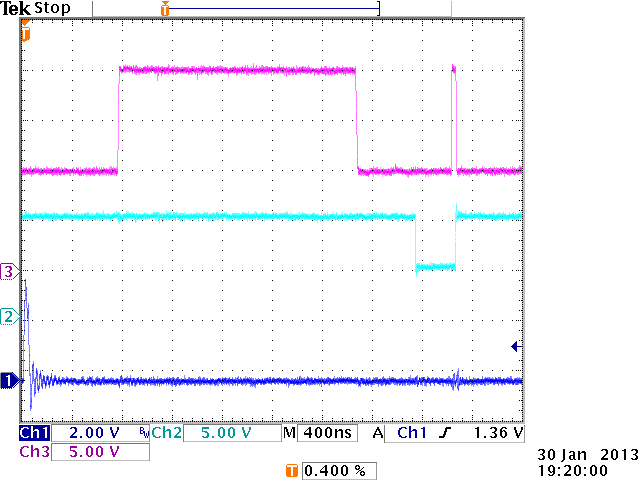 Tek Stop
T
T
3
2
1
Ch1 2.00 V BW Ch2 5.00 V M 400ns A Ch1 1.36 V
Ch3 5.00 V
T 0.400 %
30 Jan 2013
19:20:00